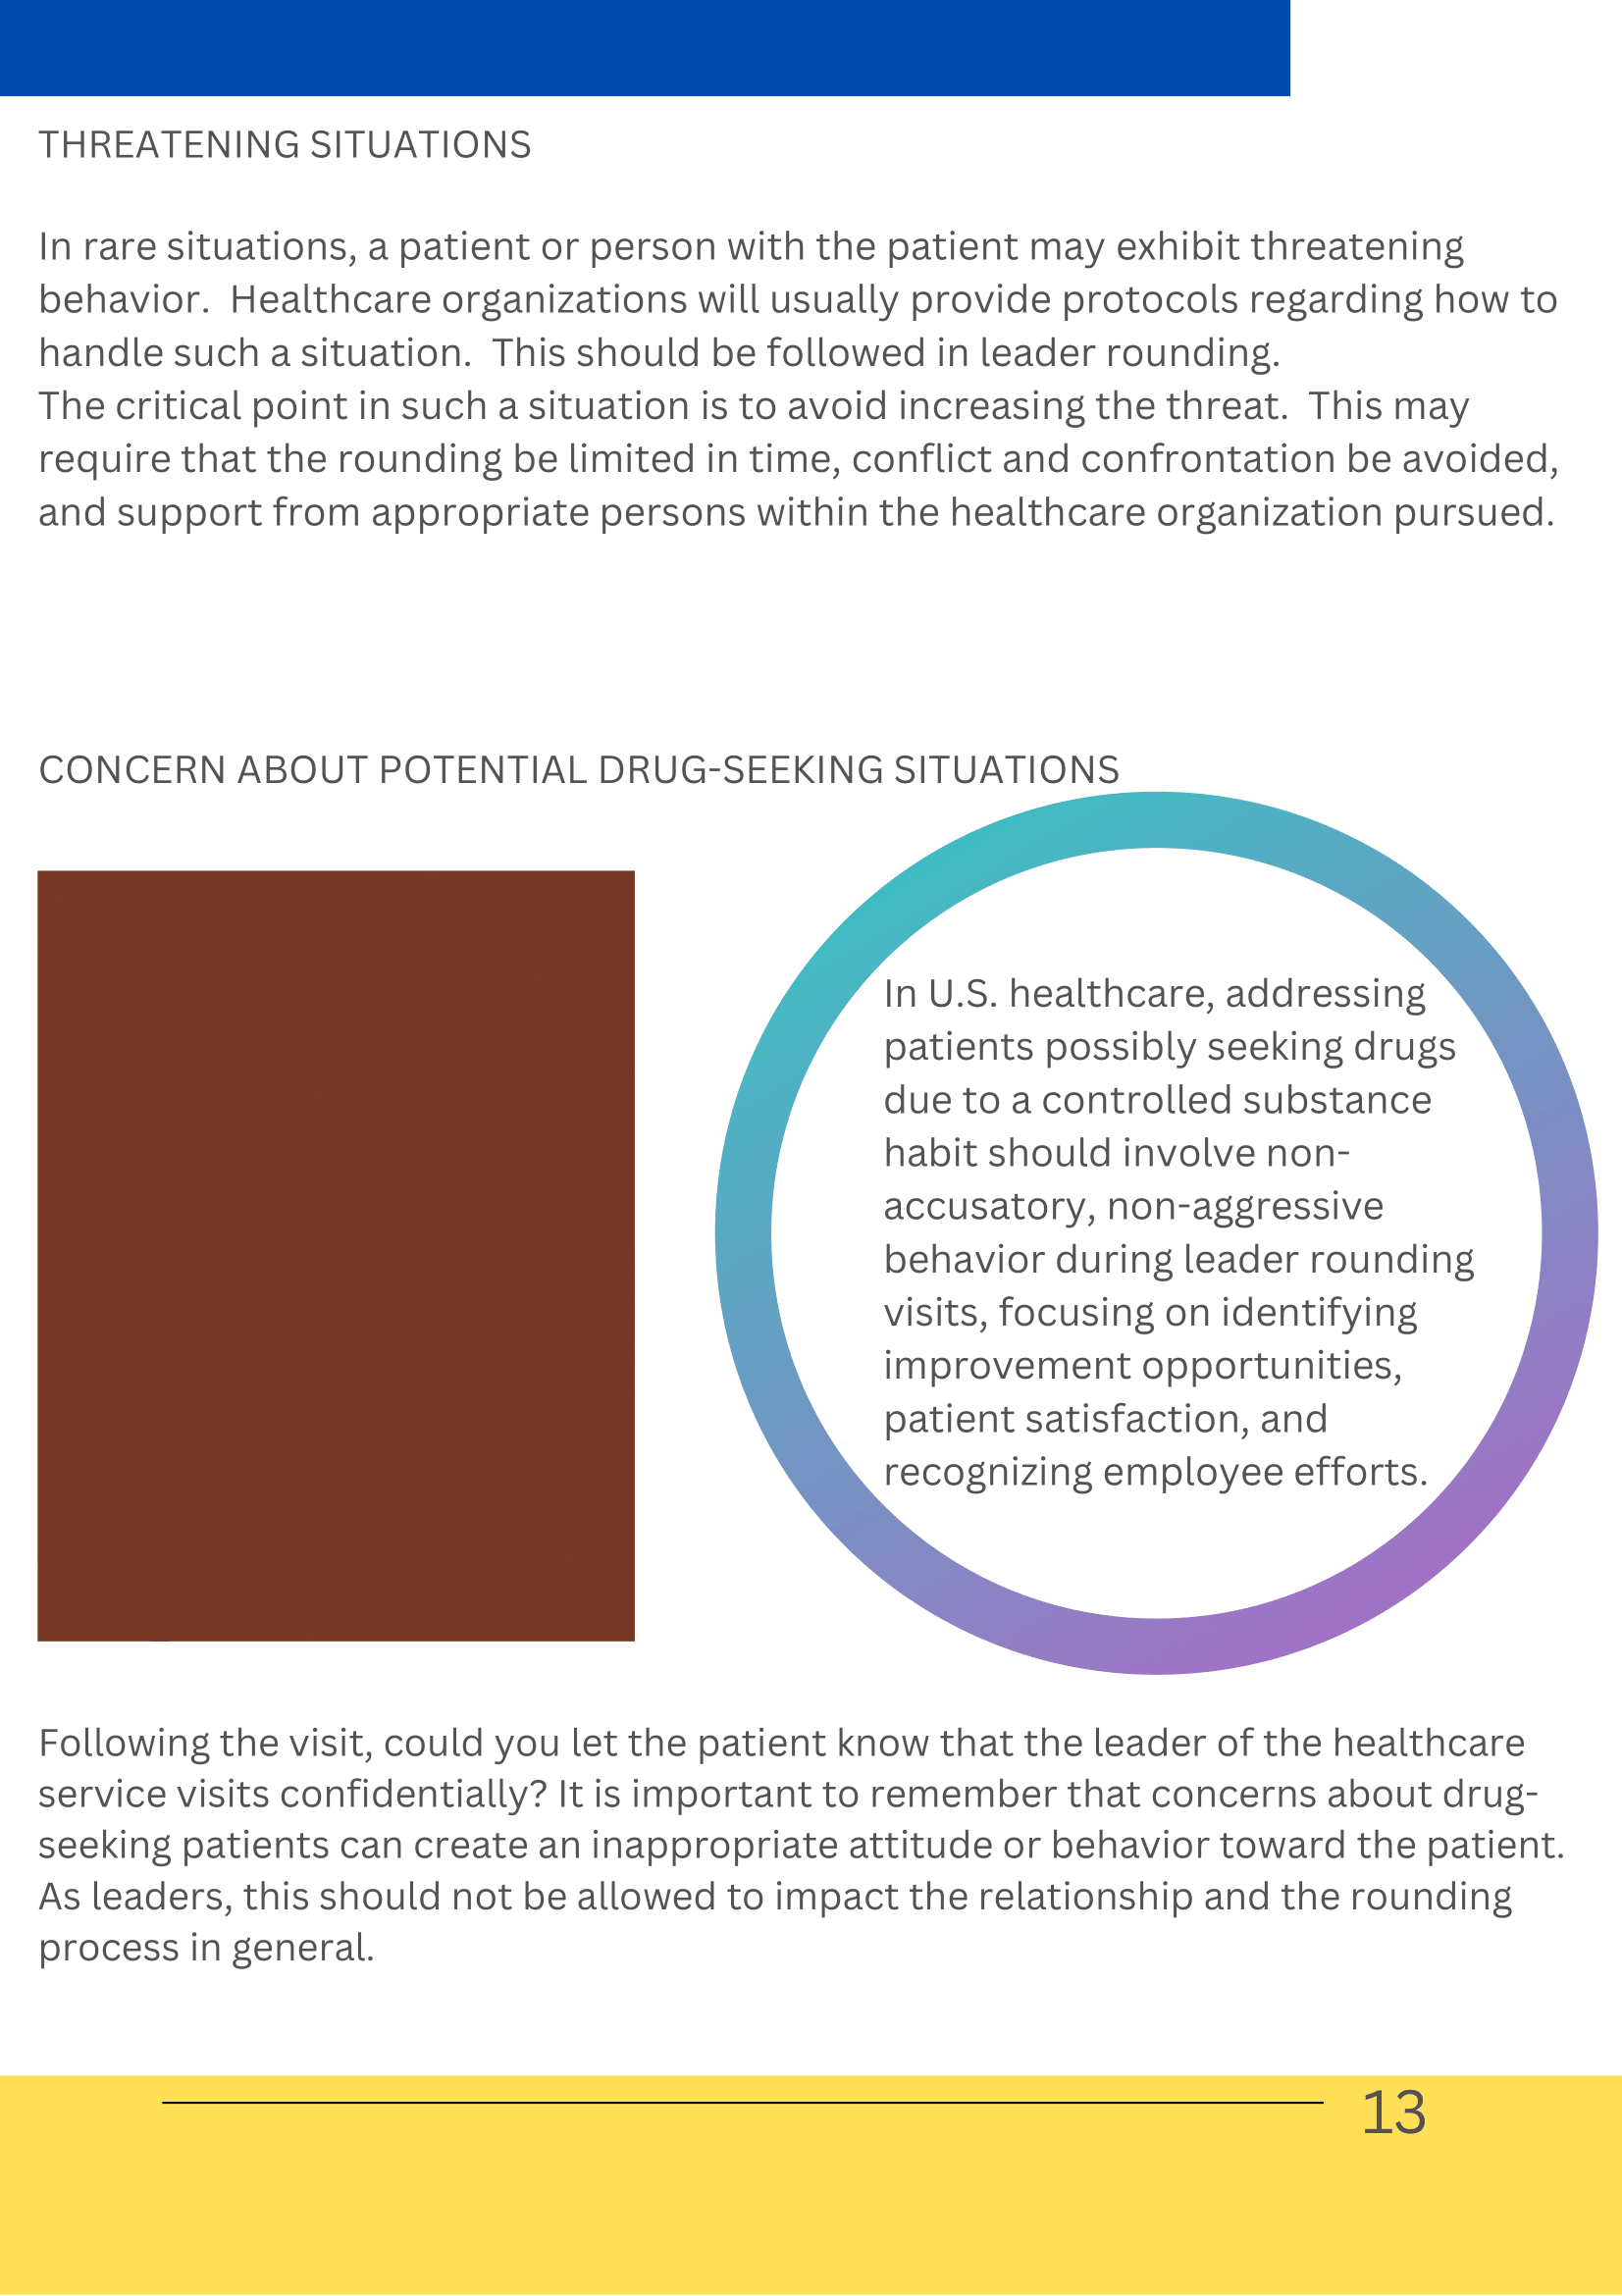 THREATENING SITUATIONS
In rare situations, a patient or person with the patient may exhibit threatening
behavior.  Healthcare organizations will usually provide protocols regarding how to
handle such a situation.  This should be followed in leader rounding.
The critical point in such a situation is to avoid increasing the threat.  This may
require that the rounding be limited in time, conflict and confrontation be avoided,
and support from appropriate persons within the healthcare organization pursued.
CONCERN ABOUT POTENTIAL DRUG-SEEKING SITUATIONS
In U.S. healthcare, addressing
patients possibly seeking drugs
due to a controlled substance
habit should involve non-
accusatory, non-aggressive
behavior during leader rounding
visits, focusing on identifying
improvement opportunities,
patient satisfaction, and
recognizing employee efforts.
Following the visit, could you let the patient know that the leader of the healthcare
service visits confidentially? It is important to remember that concerns about drug-
seeking patients can create an inappropriate attitude or behavior toward the patient.
As leaders, this should not be allowed to impact the relationship and the rounding
process in general.
13